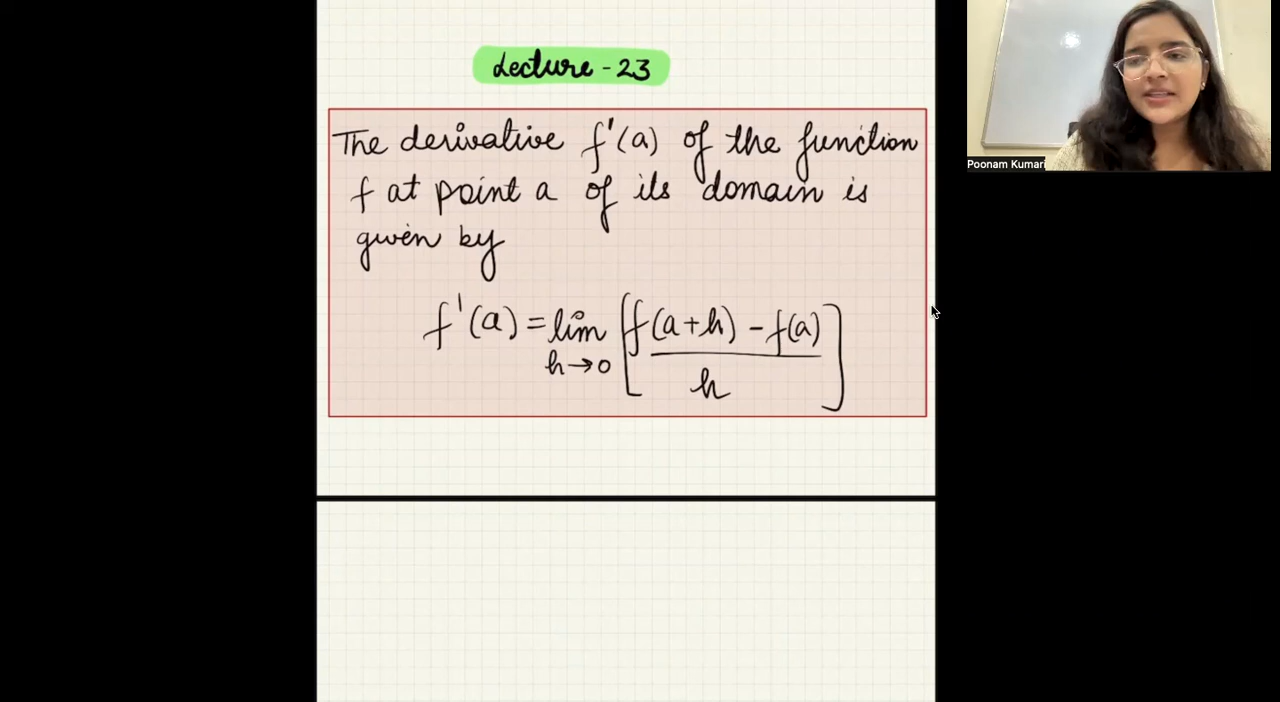 Lecture - 23
The derivative f'(a) of the function
f at point a of its domain is
given by
f'(a) = lim h→0 [f(a+h) - f(a) / h]
Poonam Kumari